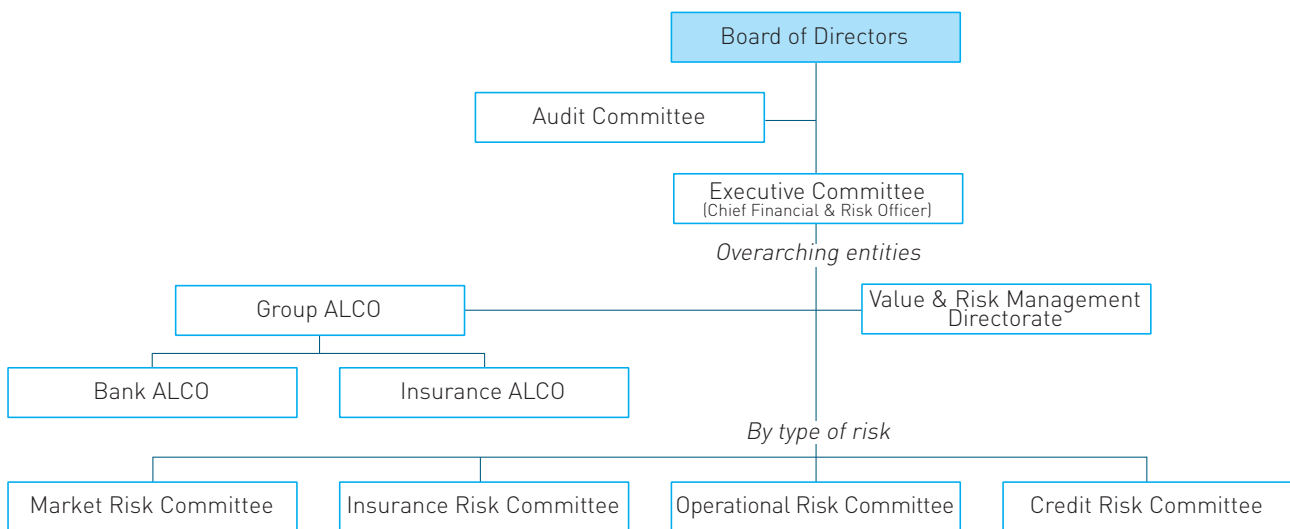 Board of Directors
Audit Committee
Executive Committee
(Chief Financial & Risk Officer)
Overarching entities
Group ALCO
Value & Risk Management
Directorate
Bank ALCO
Insurance ALCO
By type of risk
Market Risk Committee
Insurance Risk Committee
Operational Risk Committee
Credit Risk Committee